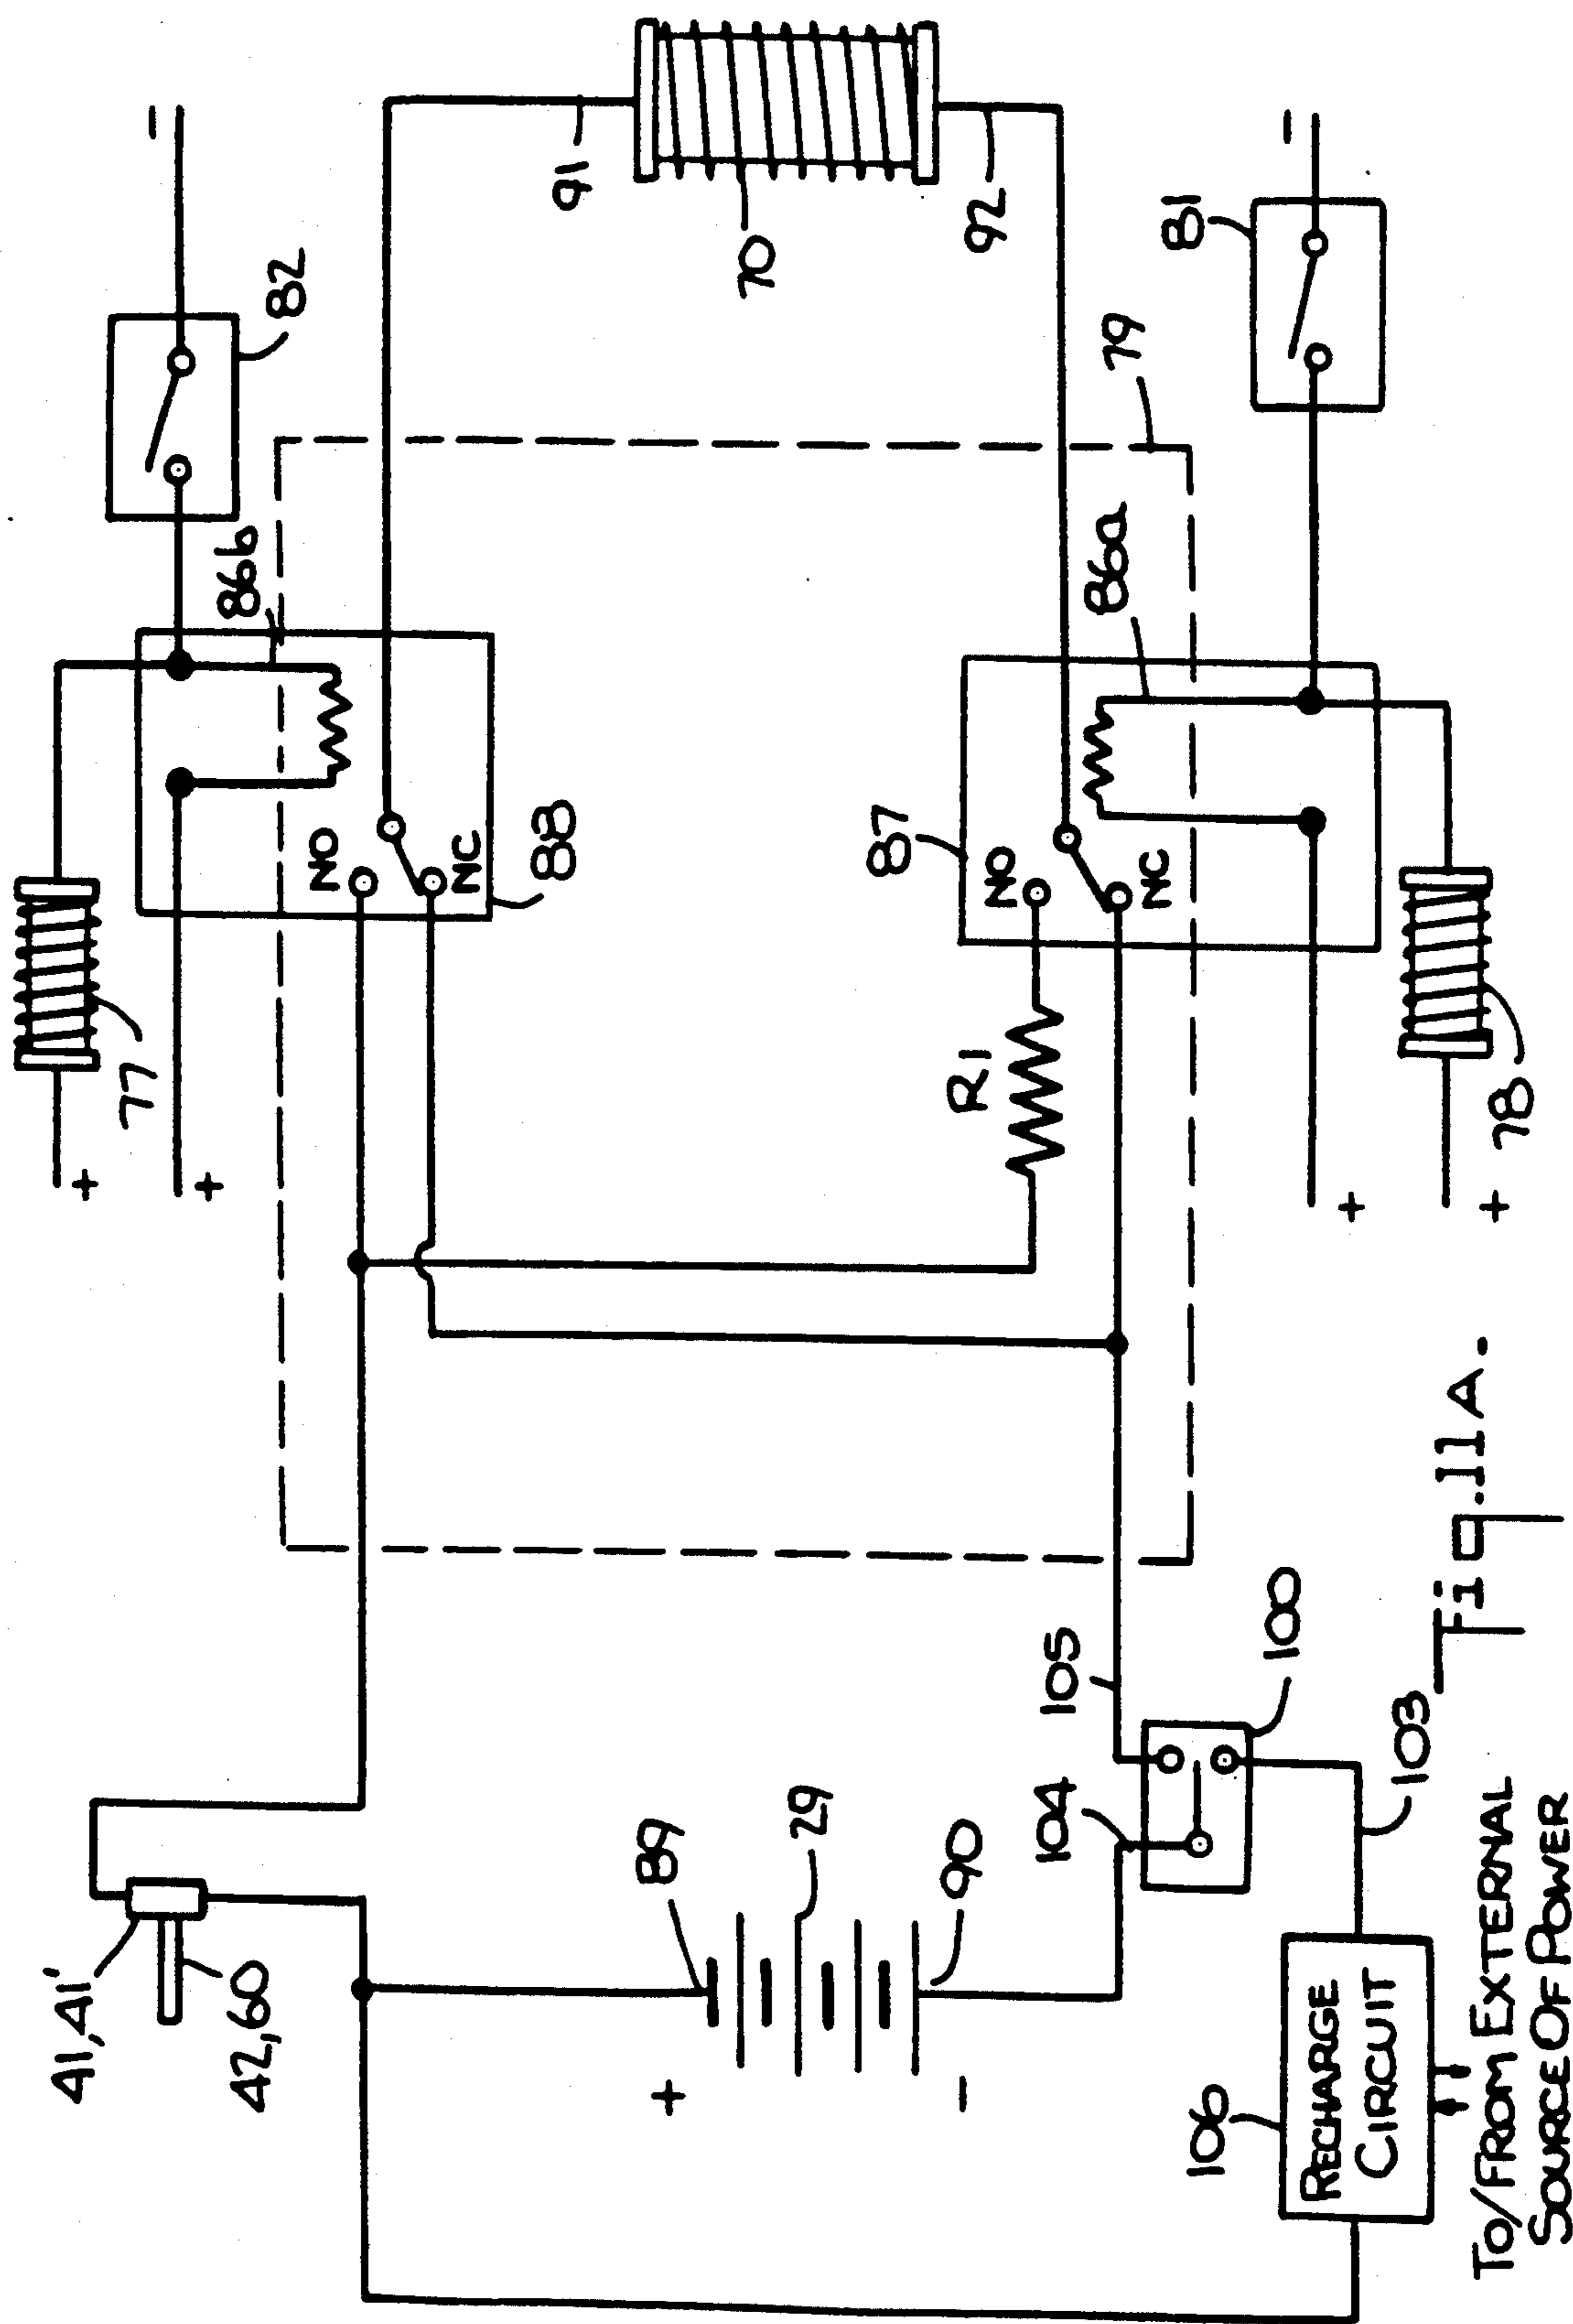 41,41'
42,60
+
89
29
90
-
104
105
100
103
106
RECHARGE
CIRCUIT
TO/FROM EXTERNAL
SOURCE OF POWER
+
77
+
NO
NC
88
86b
82
-
91
70
92
R1
87
NO
NC
86a
79
81
-
+
+
78
Fig.11A.